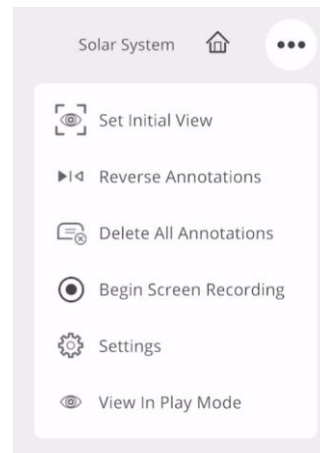 Solar System
Set Initial View
Reverse Annotations
Delete All Annotations
Begin Screen Recording
Settings
View In Play Mode